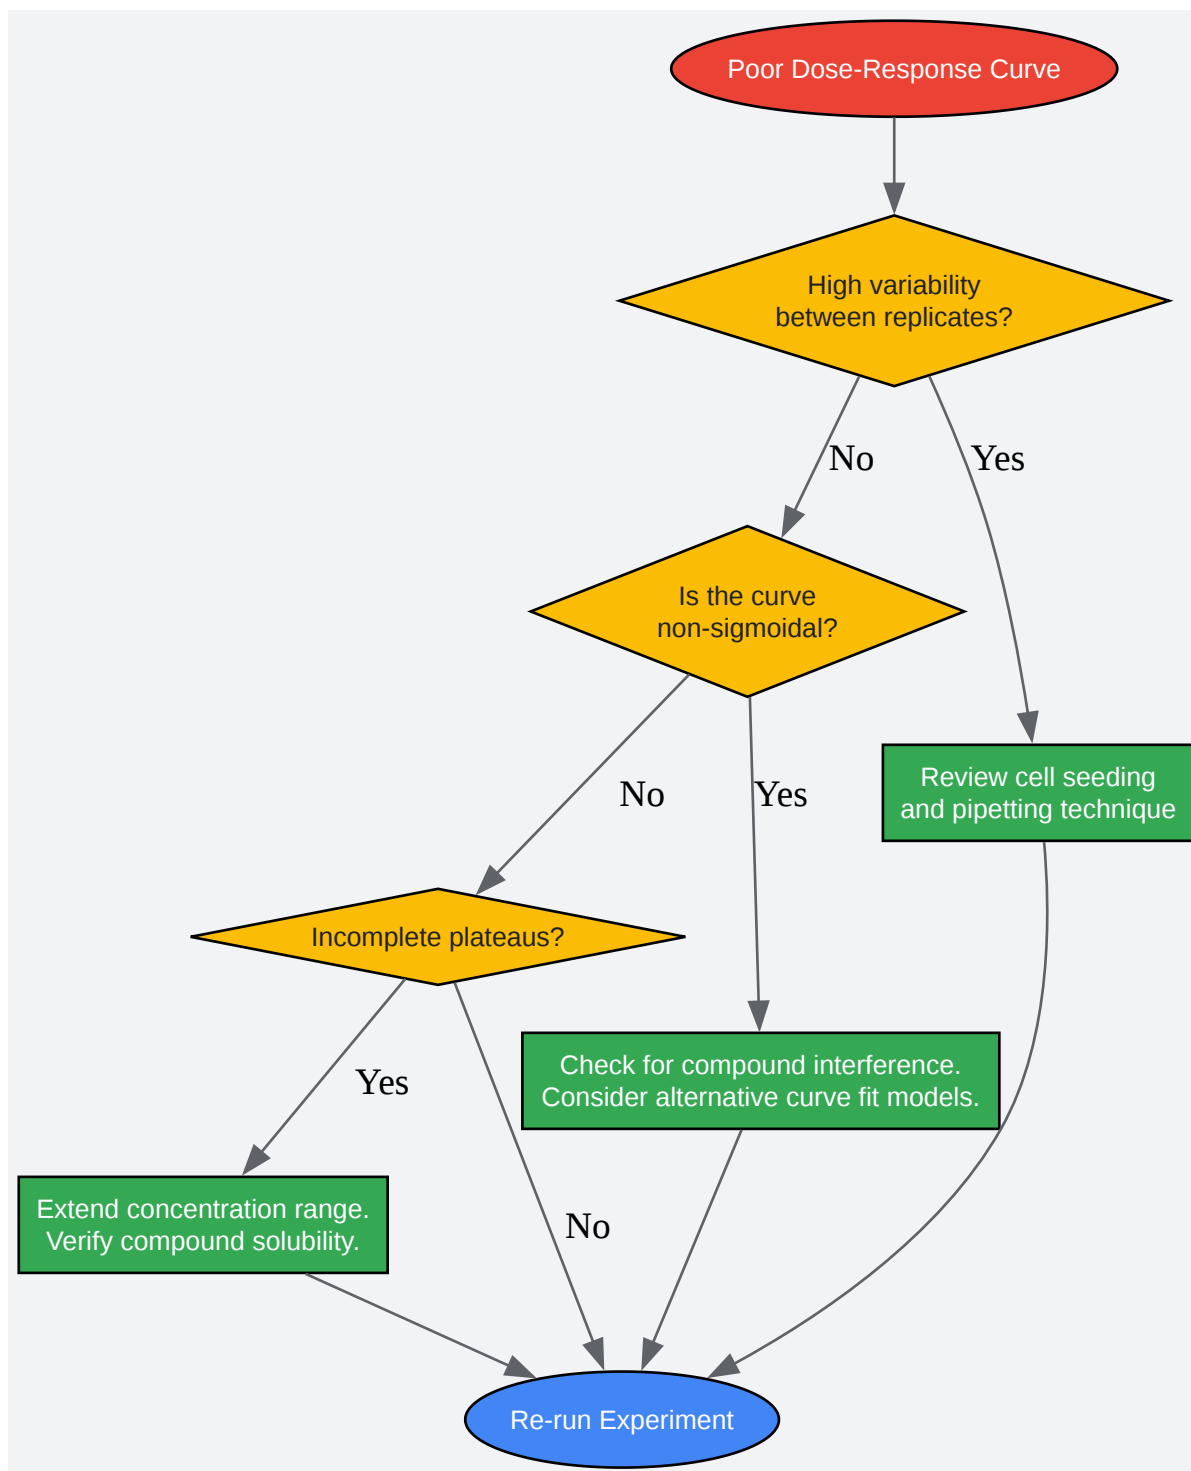 Poor Dose-Response Curve
High variability
between replicates?
No
Yes
Is the curve
non-sigmoidal?
No
Yes
Review cell seeding
and pipetting technique
Incomplete plateaus?
Check for compound interference.
Consider alternative curve fit models.
Yes
Extend concentration range.
Verify compound solubility.
No
Re-run Experiment